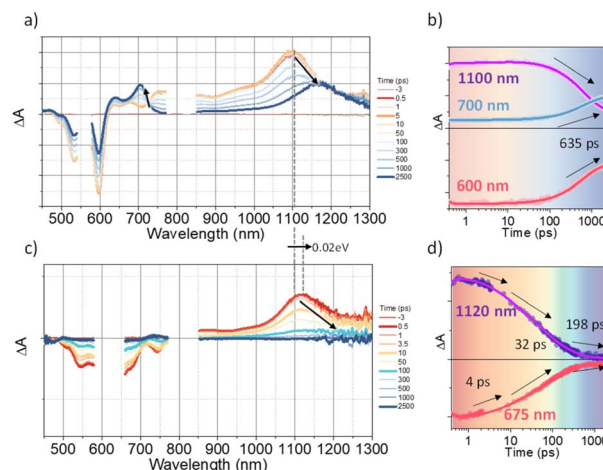 a)
ΔA
Time (ps)
-3
0.5
1
5
10
50
100
300
500
1000
2500
500 600 700 800 900 1000 1100 1200 1300
Wavelength (nm)
b)
ΔA
1100 nm
700 nm
635 ps
600 nm
1 10 100 1000
Time (ps)
0.02eV
c)
ΔA
Time (ps)
-3
0.5
1
3.5
10
50
100
300
500
1000
2500
500 600 700 800 900 1000 1100 1200 1300
Wavelength (nm)
d)
ΔA
1120 nm
198 ps
32 ps
4 ps
675 nm
1 10 100 1000
Time (ps)